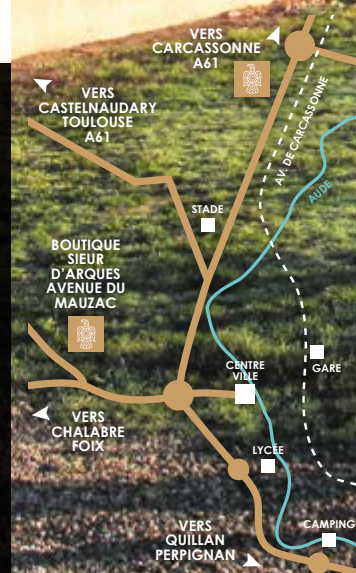 VERS
CARCASSONNE
A61
VERS
CASTELNAUDARY
TOULOUSE
A61
AV. DE CARCASSONNE
AUDE
STADE
BOUTIQUE
SIEUR
D'ARQUES
AVENUE DU
MAUZAC
GARE
CENTRE
VILLE
VERS
CHALABRE
FOIX
LYCÉE
VERS
QUILLAN
PERPIGNAN
CAMPING